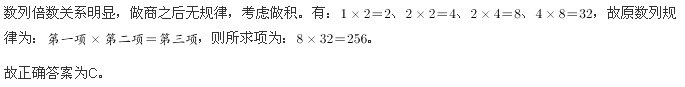 数列倍数关系明显，做商之后无规律，考虑做积。有：1×2=2、2×2=4、2×4=8、4×8=32，故原数列规
律为：第一项×第二项=第三项，则所求项为：8×32=256。
故正确答案为C。